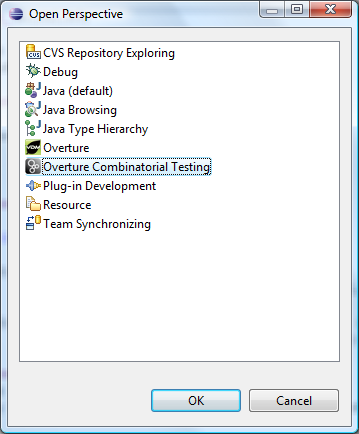 Open Perspective
CVS Repository Exploring
Debug
Java (default)
Java Browsing
Java Type Hierarchy
Overture
Overture Combinatorial Testing
Plug-in Development
Resource
Team Synchronizing
OK
Cancel